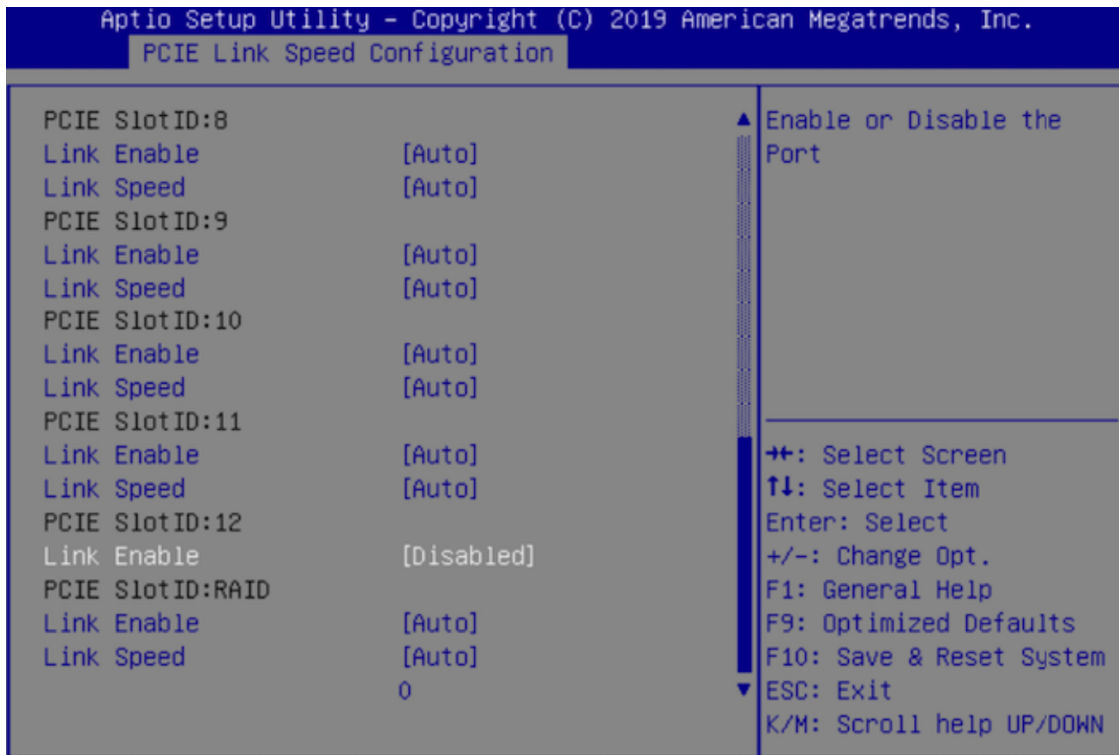 Aptio Setup Utility – Copyright (C) 2019 American Megatrends, Inc.
PCIE Link Speed Configuration
PCIE SlotID:8
Link Enable [Auto]
Link Speed [Auto]
PCIE SlotID:9
Link Enable [Auto]
Link Speed [Auto]
PCIE SlotID:10
Link Enable [Auto]
Link Speed [Auto]
PCIE SlotID:11
Link Enable [Auto]
Link Speed [Auto]
PCIE SlotID:12
Link Enable [Disabled]
PCIE SlotID:RAID
Link Enable [Auto]
Link Speed [Auto]
0
Enable or Disable the
Port
→←: Select Screen
↑↓: Select Item
Enter: Select
+/-: Change Opt.
F1: General Help
F9: Optimized Defaults
F10: Save & Reset System
ESC: Exit
K/M: Scroll help UP/DOWN